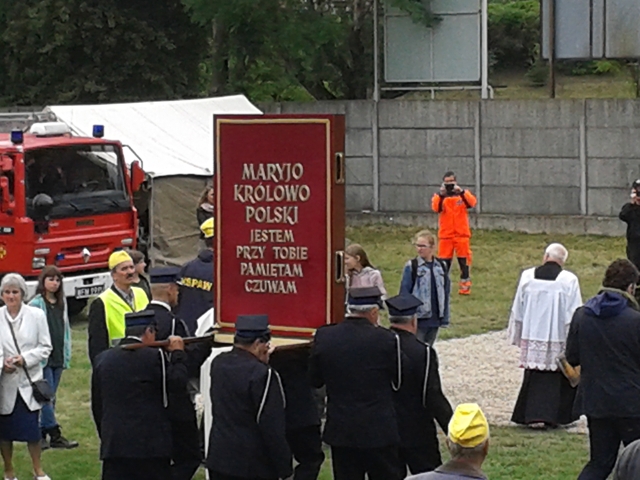 MARYJO
KRÓLOWO
POLSKI
JESTEM
PRZY TOBIE
PAMIĘTAM
CZUWAM